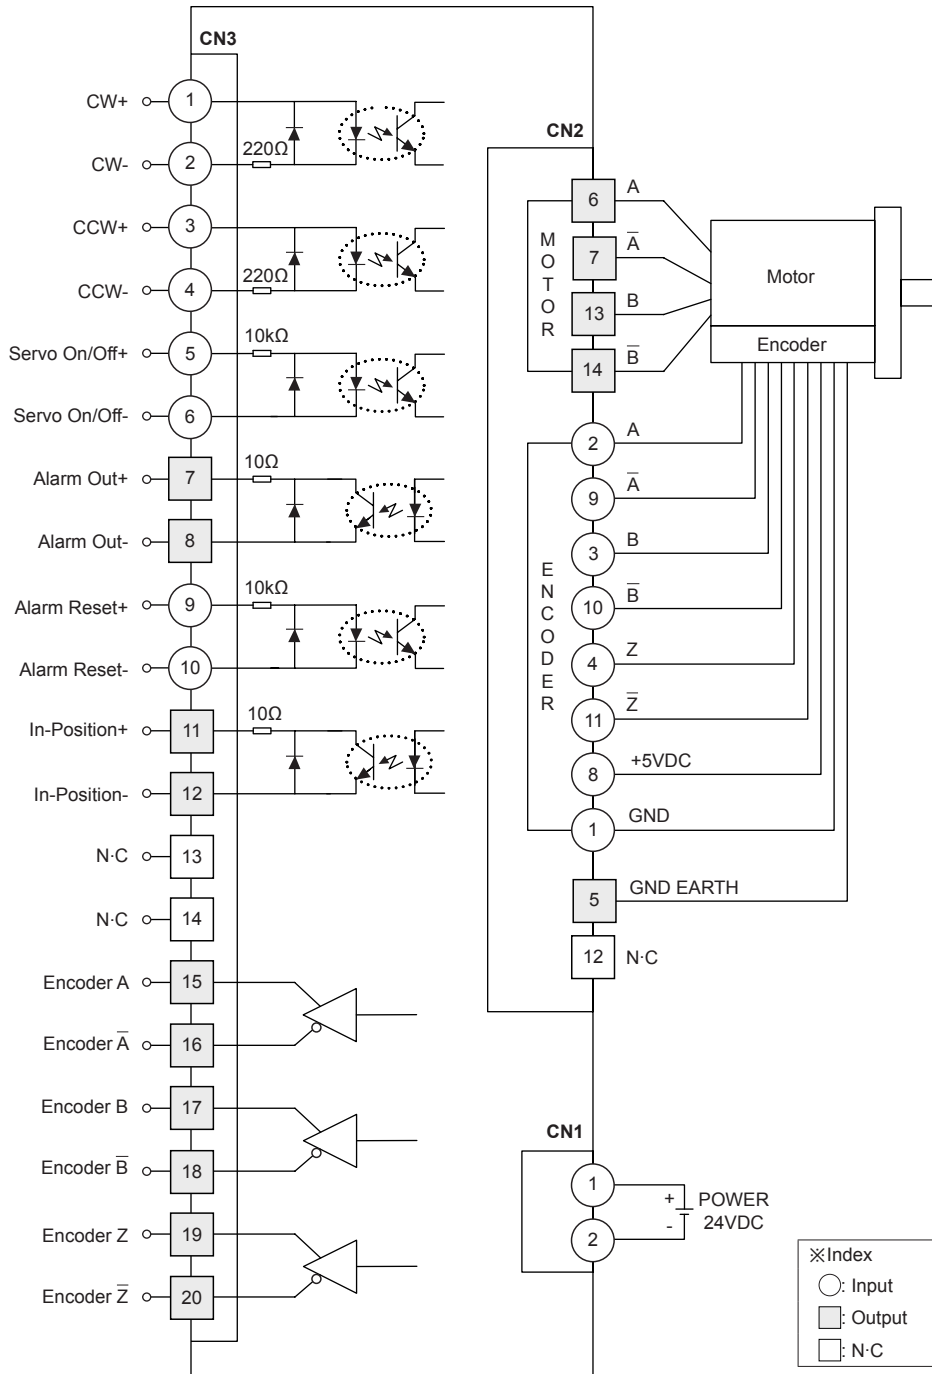 CN3
CW+
1
CW-
2
220Ω
CCW+
3
CCW-
4
220Ω
Servo On/Off+
5
10kΩ
Servo On/Off-
6
Alarm Out+
7
10Ω
Alarm Out-
8
Alarm Reset+
9
10kΩ
Alarm Reset-
10
In-Position+
11
10Ω
In-Position-
12
N·C
13
N·C
14
Encoder A
15
Encoder A̅
16
Encoder B
17
Encoder B̅
18
Encoder Z
19
Encoder Z̅
20
CN2
MOTOR
6 A
7 A̅
13 B
14 B̅
Motor
Encoder
ENCODER
2 A
9 A̅
3 B
10 B̅
4 Z
11 Z̅
8 +5VDC
1 GND
5 GND EARTH
12 N·C
CN1
1
2
+
-
POWER
24VDC
※Index
: Input
: Output
: N·C